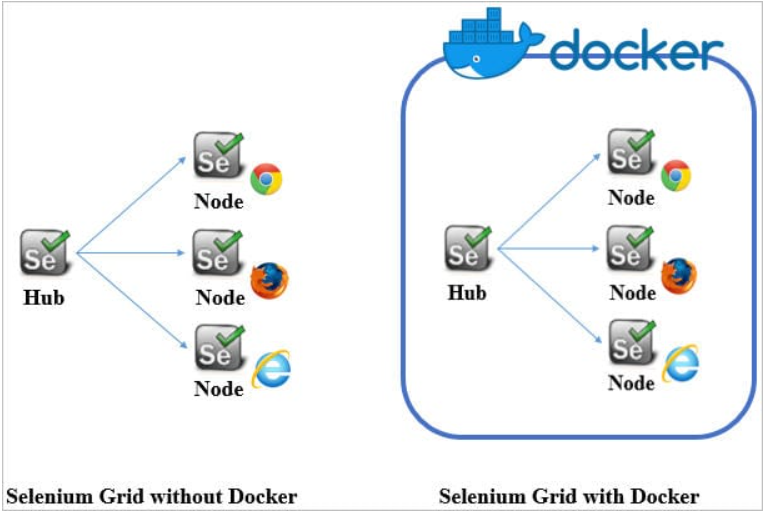 docker
Se
Node
Se
Hub
Se
Node
Se
Node
Se
Node
Se
Hub
Se
Node
Se
Node
Selenium Grid without Docker
Selenium Grid with Docker